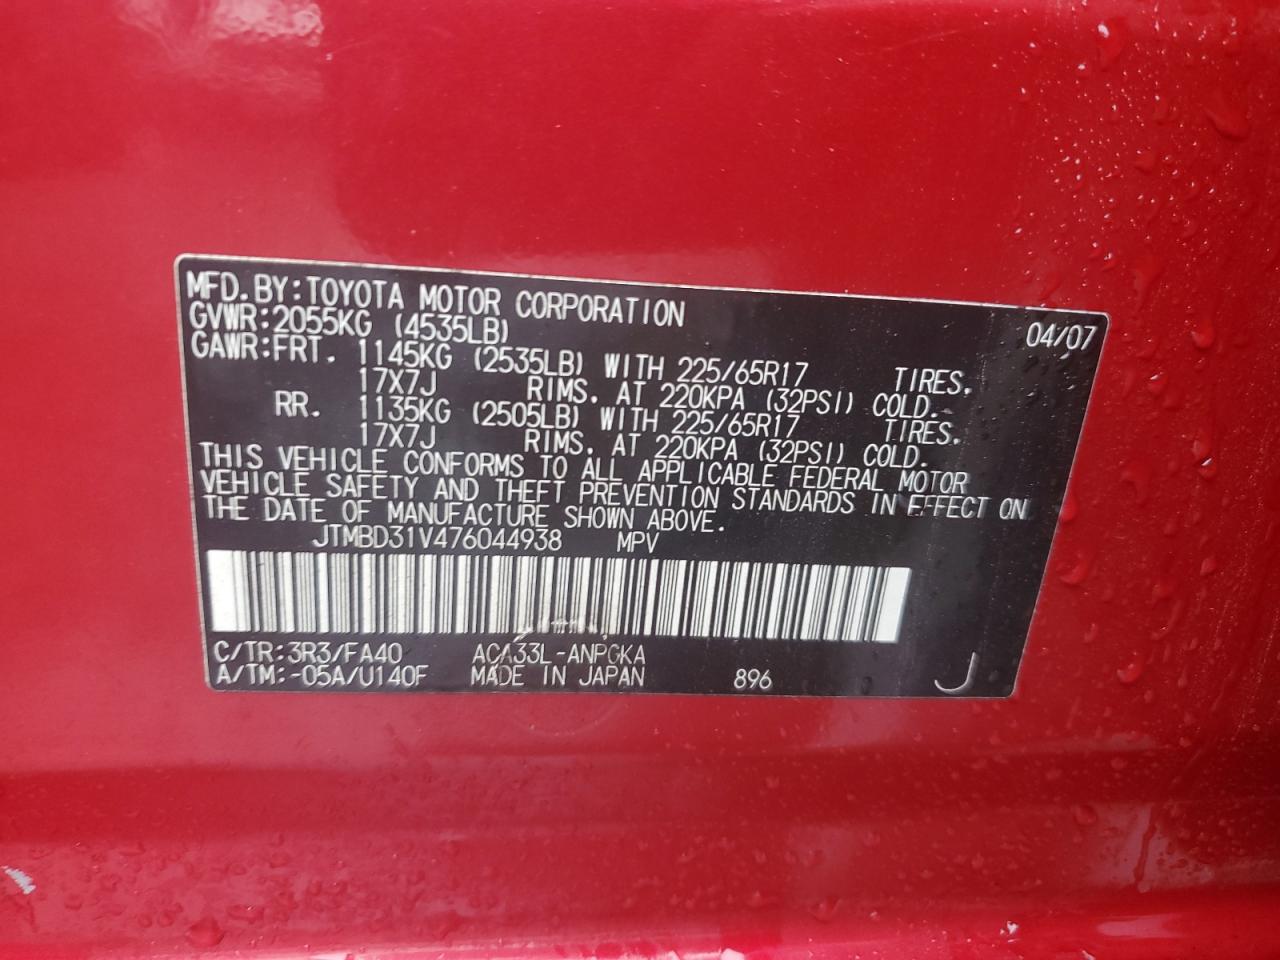 MFD. BY: TOYOTA MOTOR CORPORATION 04/07
GVWR: 2055KG (4535LB)
GAWR: FRT. 1145KG (2535LB) WITH 225/65R17 TIRES.
17X7J RIMS. AT 220KPA (32PSI) COLD.
RR. 1135KG (2505LB) WITH 225/65R17 TIRES.
17X7J RIMS. AT 220KPA (32PSI) COLD.
THIS VEHICLE CONFORMS TO ALL APPLICABLE FEDERAL MOTOR
VEHICLE SAFETY AND THEFT PREVENTION STANDARDS IN EFFECT ON
THE DATE OF MANUFACTURE SHOWN ABOVE.
JTMBD31V476044938 MPV
C/TR: 3R3/FA40 ACA33L-ANPGKA
A/TM: -05A/U140F MADE IN JAPAN 896 J